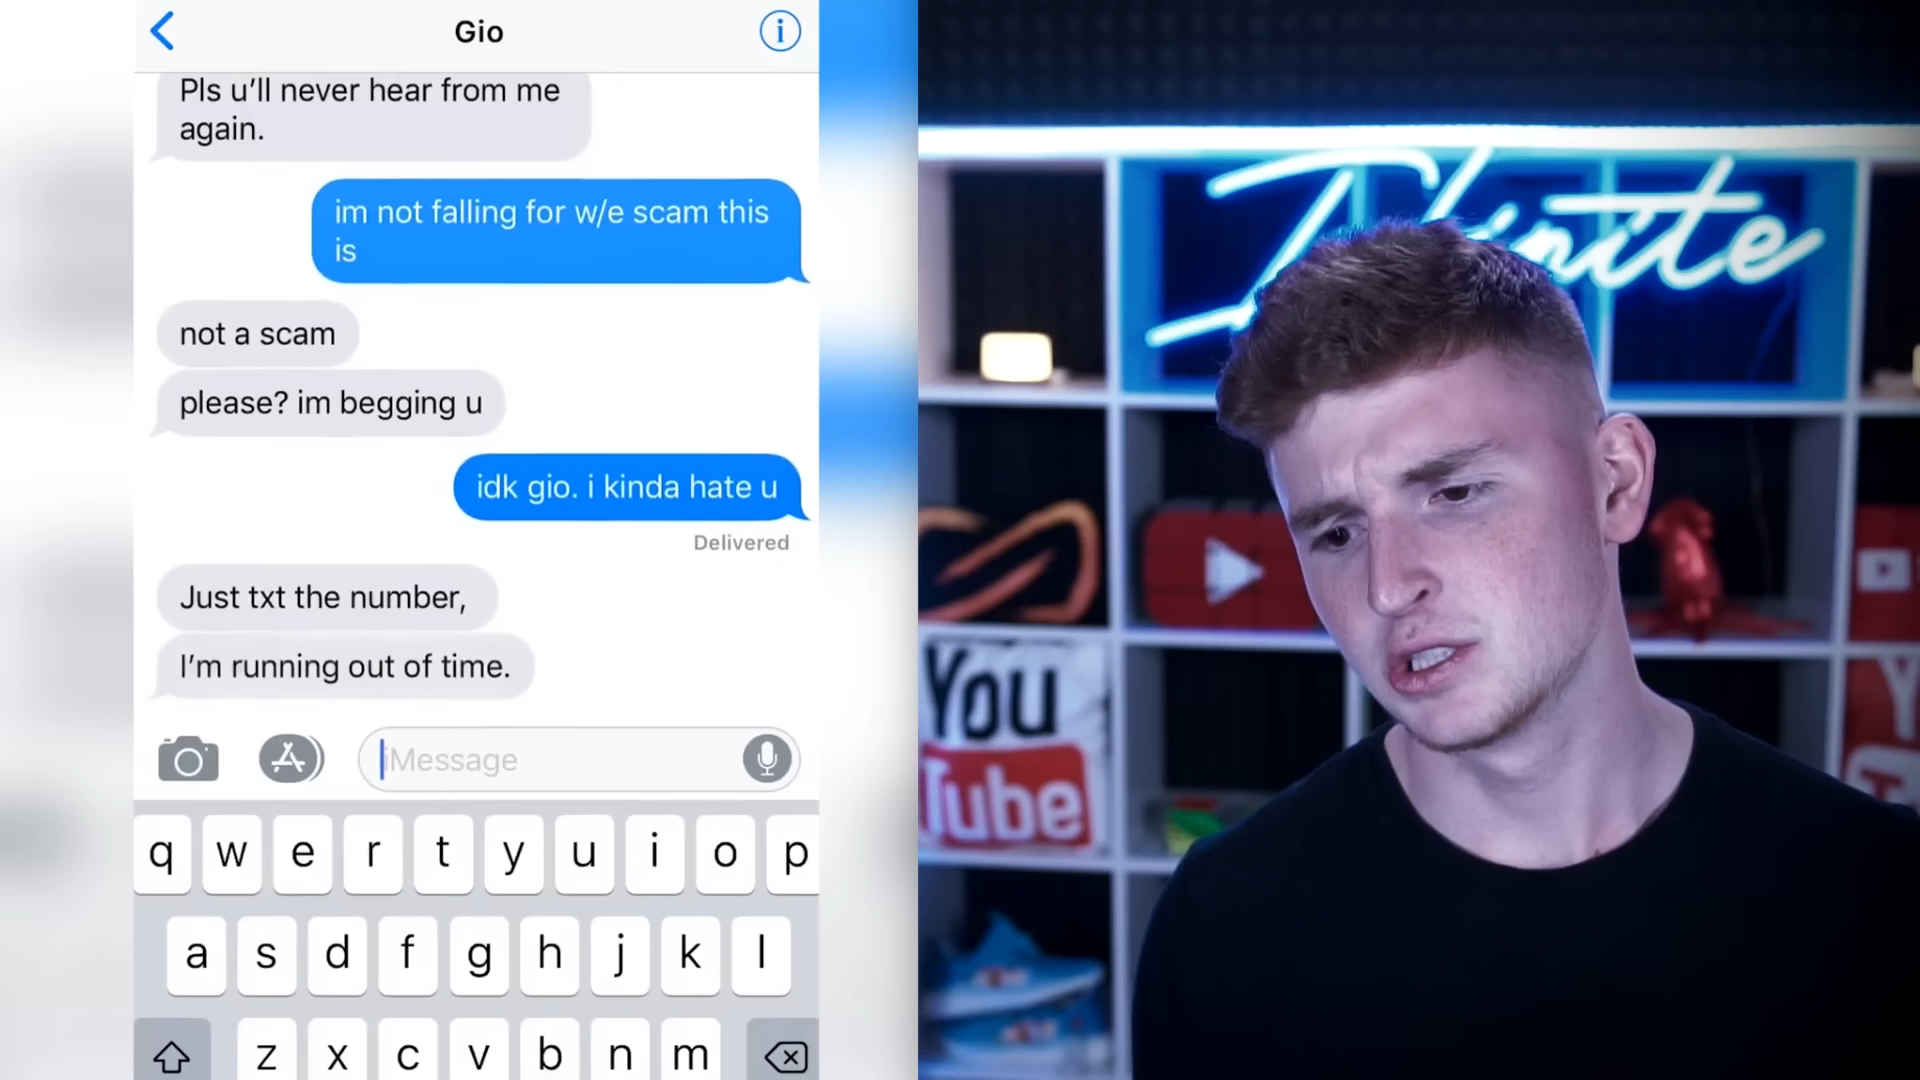 Gio
Pls u’ll never hear from me
again.
im not falling for w/e scam this
is
not a scam
please? im begging u
idk gio. i kinda hate u
Delivered
Just txt the number,
I’m running out of time.
iMessage
q w e r t y u i o p
a s d f g h j k l
z x c v b n m
You
Tube